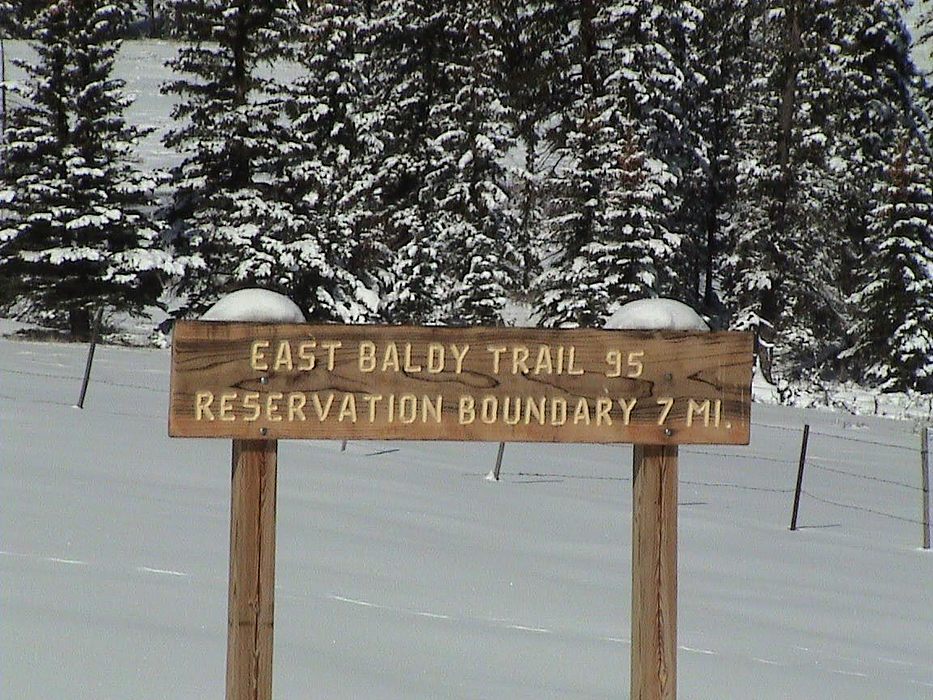 EAST BALDY TRAIL 95
RESERVATION BOUNDARY 7 MI.